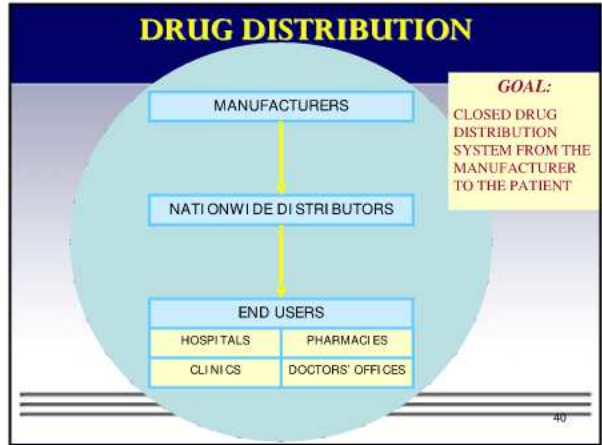 DRUG DISTRIBUTION
GOAL:
CLOSED DRUG
DISTRIBUTION
SYSTEM FROM THE
MANUFACTURER
TO THE PATIENT
MANUFACTURERS
NATIONWIDE DISTRIBUTORS
END USERS
HOSPITALS PHARMACIES
CLINICS DOCTORS' OFFICES
40